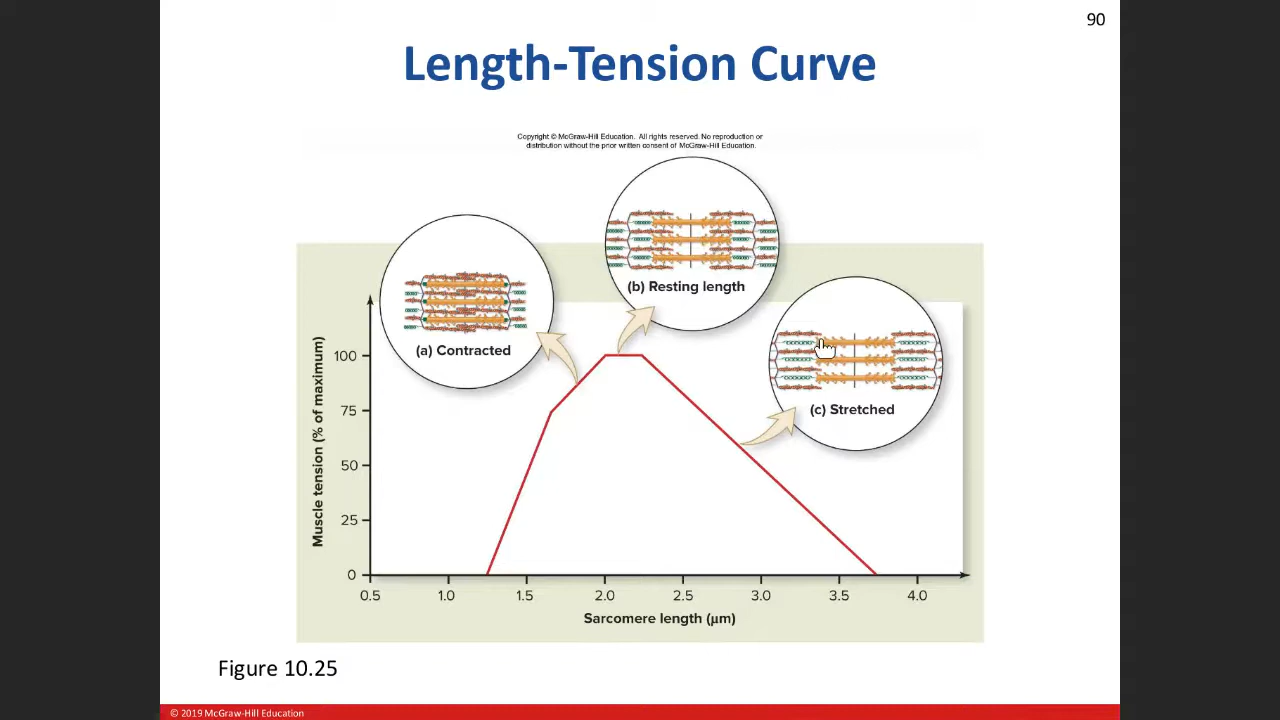 90
Length-Tension Curve
Copyright © McGraw-Hill Education. All rights reserved. No reproduction or
distribution without the prior written consent of McGraw-Hill Education.
(b) Resting length
(a) Contracted
(c) Stretched
Muscle tension (% of maximum)
100
75
50
25
0
0.5 1.0 1.5 2.0 2.5 3.0 3.5 4.0
Sarcomere length (μm)
Figure 10.25
© 2019 McGraw-Hill Education